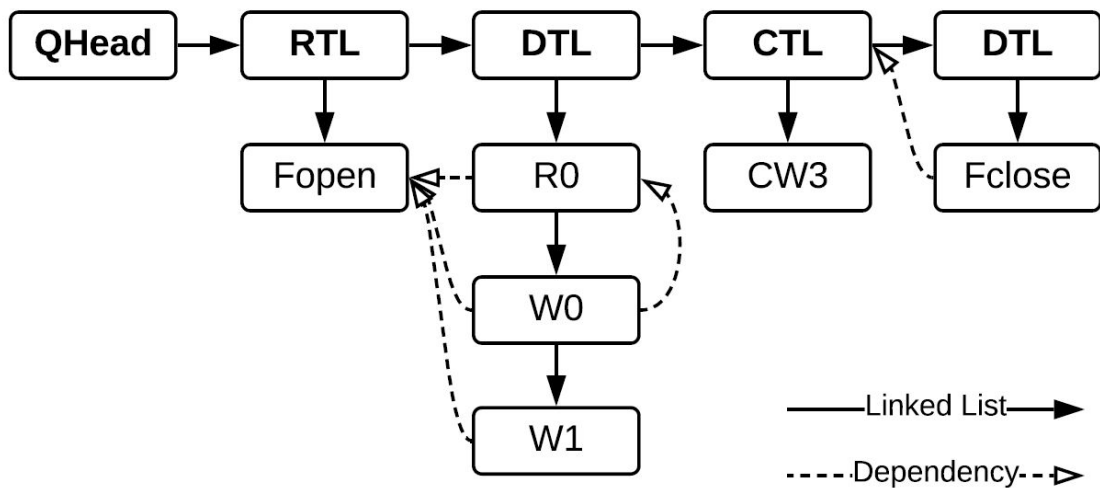 QHead
RTL
DTL
CTL
DTL
Fopen
R0
CW3
Fclose
W0
W1
Linked List
Dependency